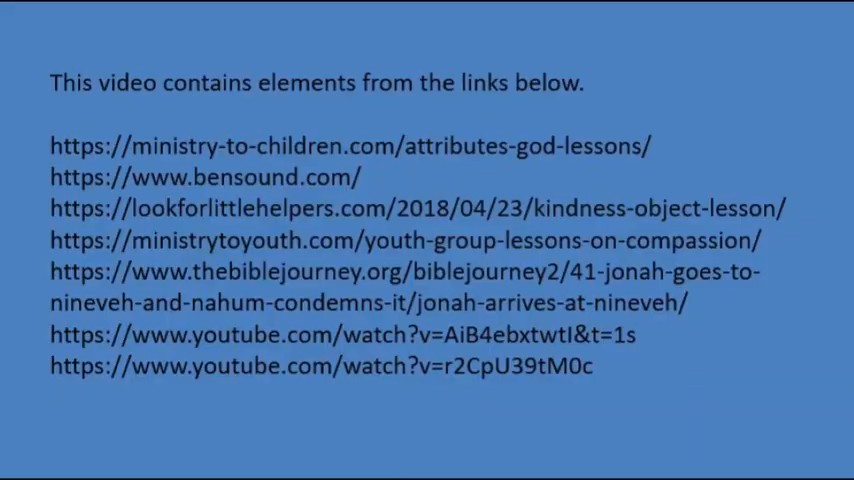 This video contains elements from the links below.
https://ministry-to-children.com/attributes-god-lessons/
https://www.bensound.com/
https://lookforlittlehelpers.com/2018/04/23/kindness-object-lesson/
https://ministrytoyouth.com/youth-group-lessons-on-compassion/
https://www.thebiblejourney.org/biblejourney2/41-jonah-goes-to-
nineveh-and-nahum-condemns-it/jonah-arrives-at-nineveh/
https://www.youtube.com/watch?v=AiB4ebxtwtI&t=1s
https://www.youtube.com/watch?v=r2CpU39tM0c